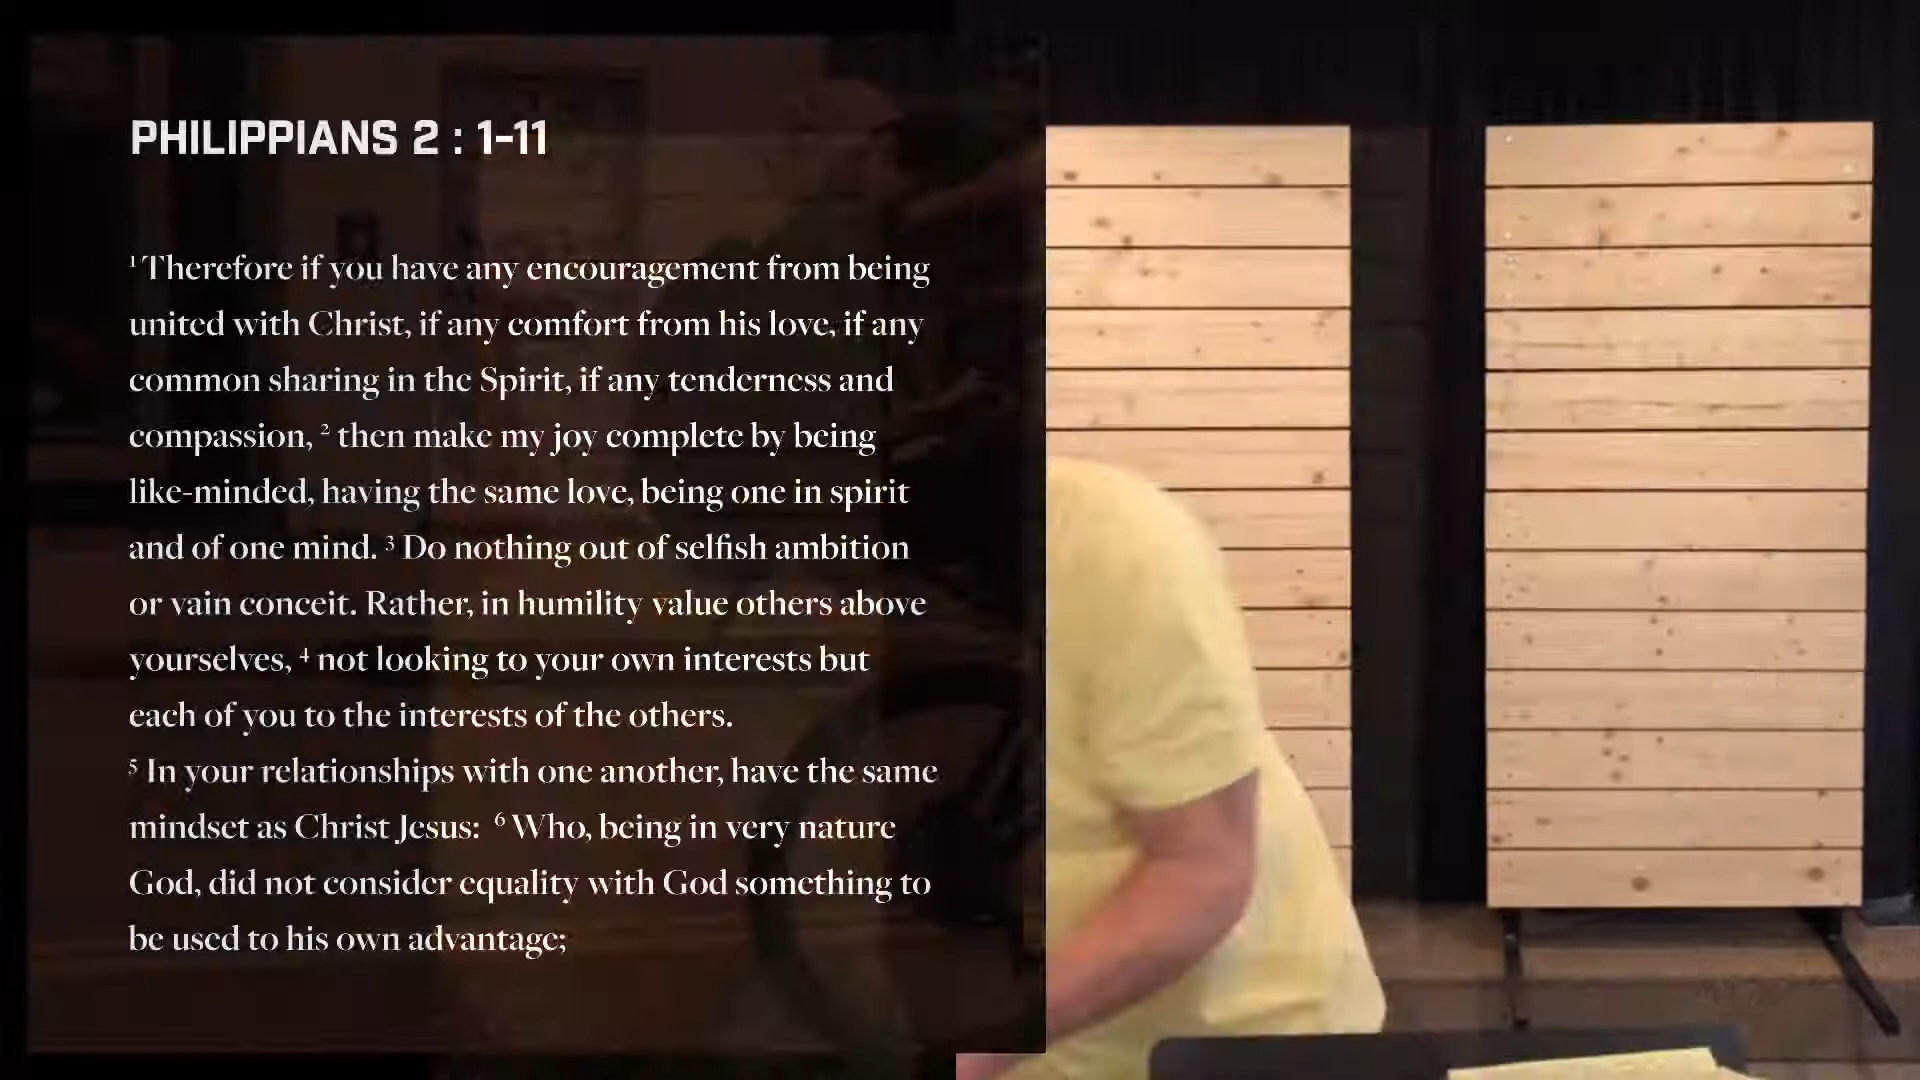 PHILIPPIANS 2 : 1-11
¹ Therefore if you have any encouragement from being
united with Christ, if any comfort from his love, if any
common sharing in the Spirit, if any tenderness and
compassion, ² then make my joy complete by being
like-minded, having the same love, being one in spirit
and of one mind. ³ Do nothing out of selfish ambition
or vain conceit. Rather, in humility value others above
yourselves, ⁴ not looking to your own interests but
each of you to the interests of the others.
⁵ In your relationships with one another, have the same
mindset as Christ Jesus: ⁶ Who, being in very nature
God, did not consider equality with God something to
be used to his own advantage;